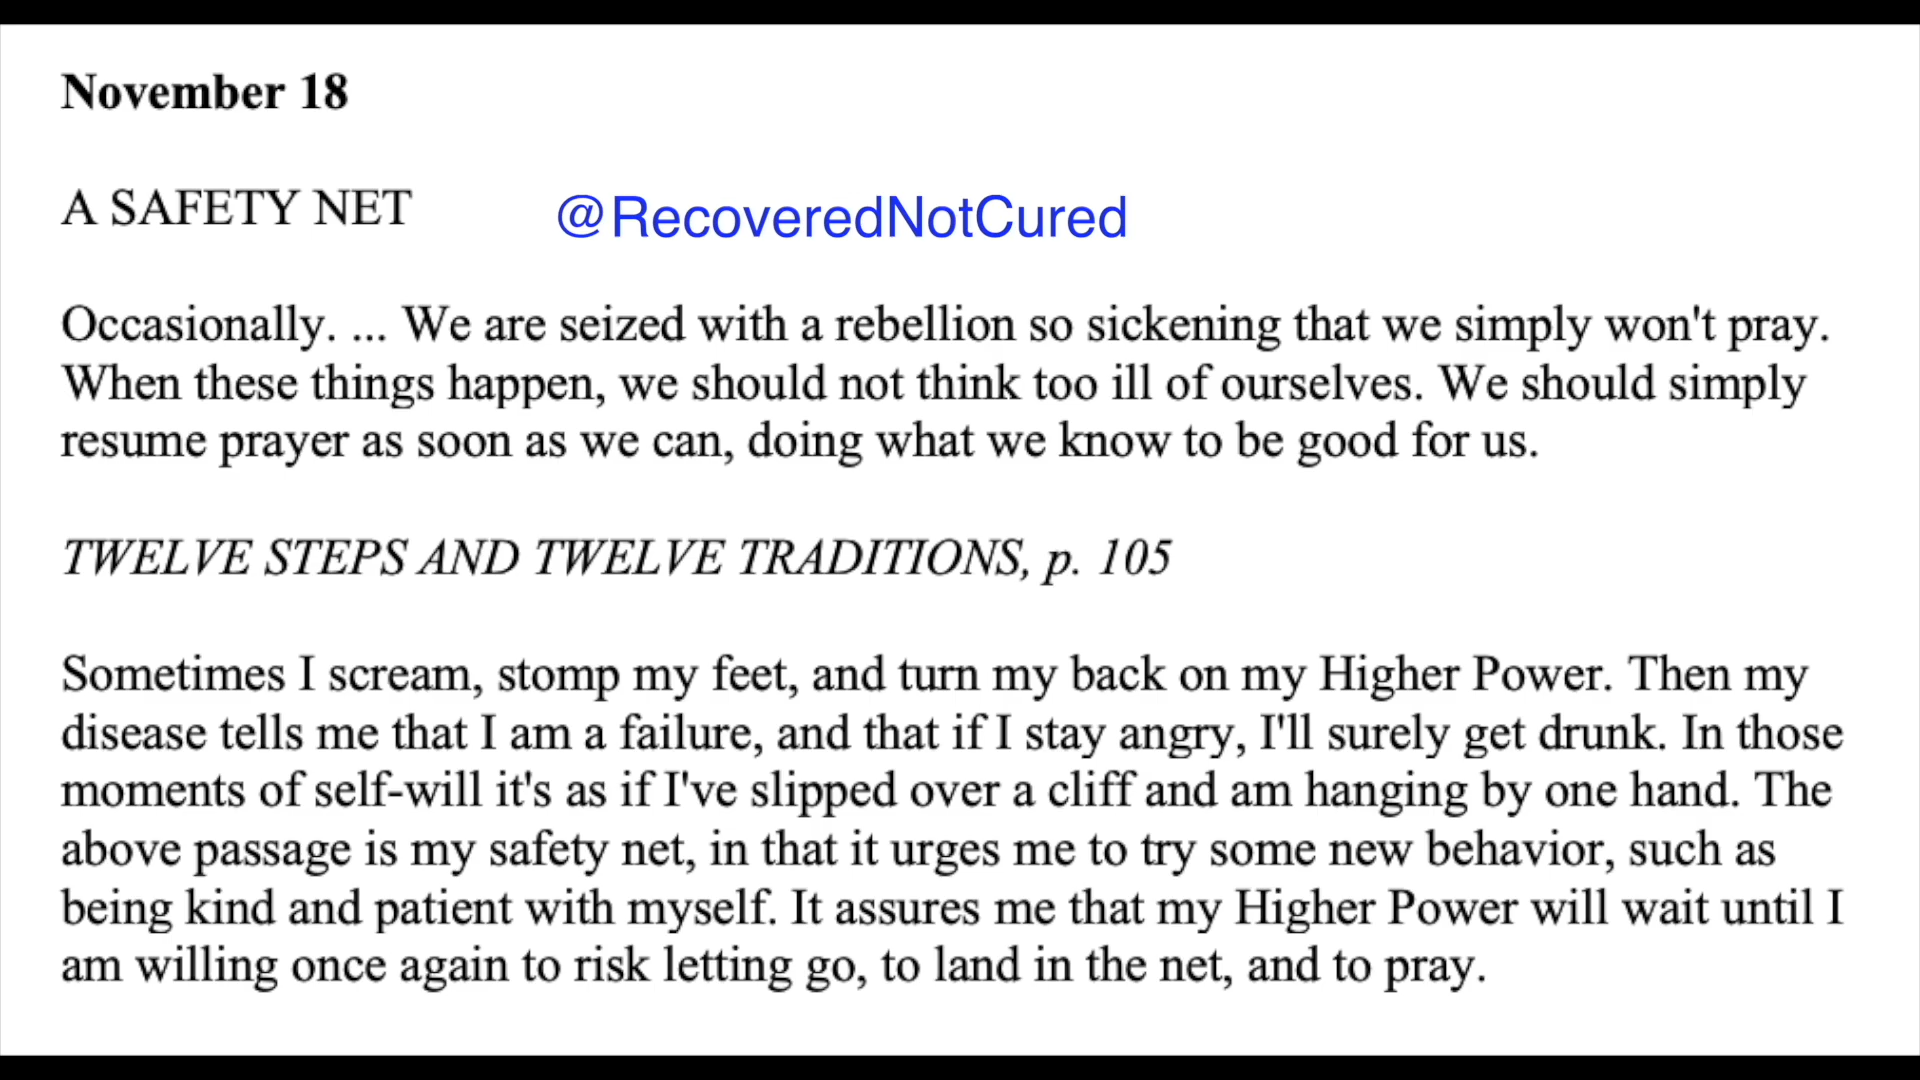 November 18
A SAFETY NET
@RecoveredNotCured
Occasionally. ... We are seized with a rebellion so sickening that we simply won't pray.
When these things happen, we should not think too ill of ourselves. We should simply
resume prayer as soon as we can, doing what we know to be good for us.
TWELVE STEPS AND TWELVE TRADITIONS, p. 105
Sometimes I scream, stomp my feet, and turn my back on my Higher Power. Then my
disease tells me that I am a failure, and that if I stay angry, I'll surely get drunk. In those
moments of self-will it's as if I've slipped over a cliff and am hanging by one hand. The
above passage is my safety net, in that it urges me to try some new behavior, such as
being kind and patient with myself. It assures me that my Higher Power will wait until I
am willing once again to risk letting go, to land in the net, and to pray.